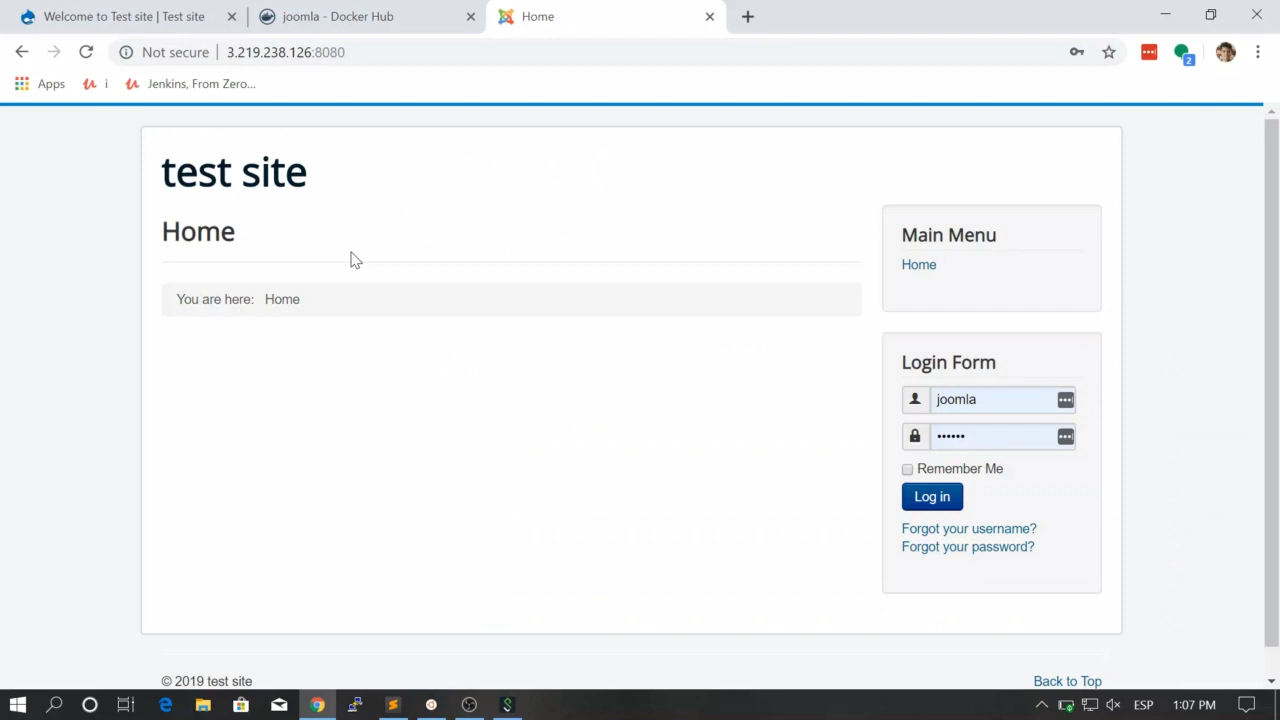 Welcome to Test site | Test site
joomla - Docker Hub
Home
Not secure
3.219.238.126:8080
2
Apps
i
Jenkins, From Zero...
test site
Home
You are here: Home
Main Menu
Home
Login Form
joomla
••••••
Remember Me
Log in
Forgot your username?
Forgot your password?
© 2019 test site
Back to Top
ESP
1:07 PM